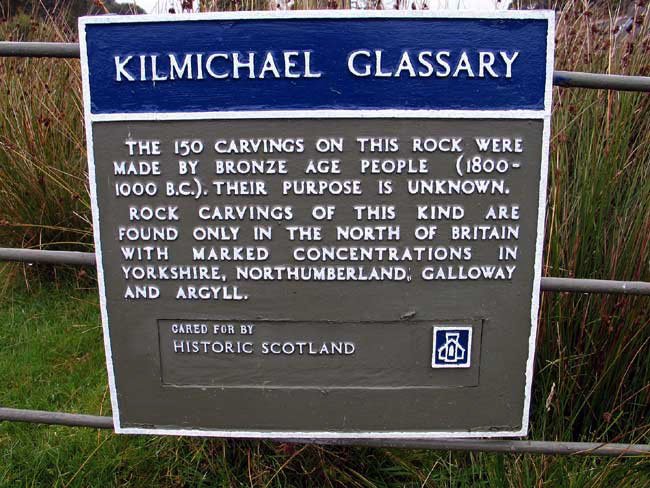 KILMICHAEL GLASSARY
THE 150 CARVINGS ON THIS ROCK WERE
MADE BY BRONZE AGE PEOPLE (1800-
1000 B.C.). THEIR PURPOSE IS UNKNOWN.
ROCK CARVINGS OF THIS KIND ARE
FOUND ONLY IN THE NORTH OF BRITAIN
WITH MARKED CONCENTRATIONS IN
YORKSHIRE, NORTHUMBERLAND, GALLOWAY
AND ARGYLL.
CARED FOR BY
HISTORIC SCOTLAND